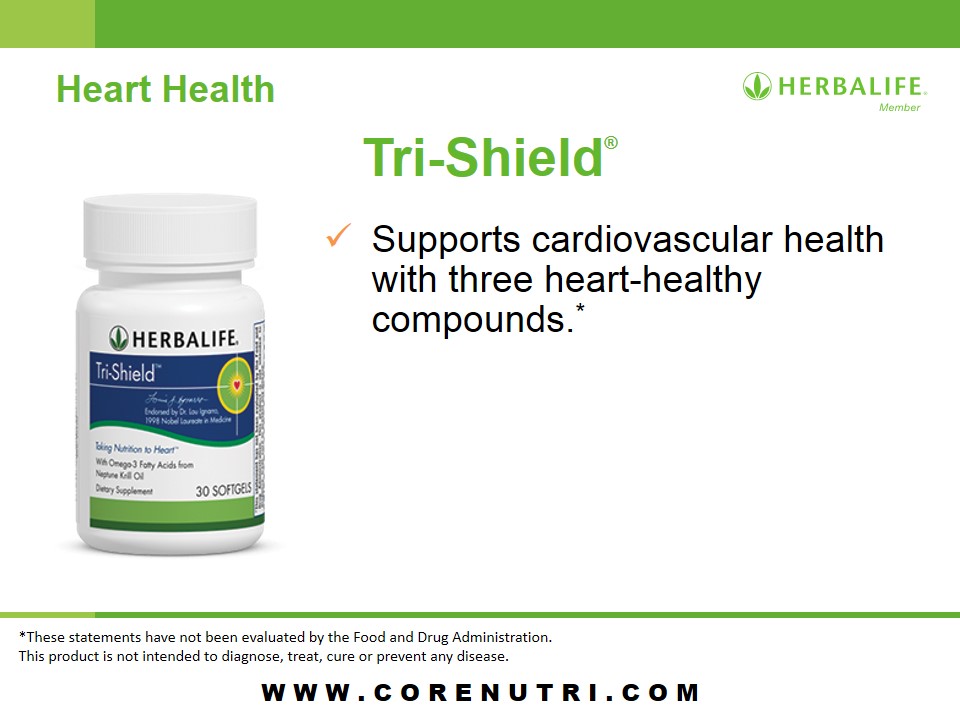 Heart Health
HERBALIFE®
Member
Tri-Shield®
✓ Supports cardiovascular health
with three heart-healthy
compounds.*
HERBALIFE®
Tri-Shield™
Endorsed by Dr. Lou Ignarro,
1998 Nobel Laureate in Medicine
Taking Nutrition to Heart™
With Omega-3 Fatty Acids from
Neptune Krill Oil
Dietary Supplement
30 SOFTGELS
*These statements have not been evaluated by the Food and Drug Administration.
This product is not intended to diagnose, treat, cure or prevent any disease.
WWW.CORENUTRI.COM